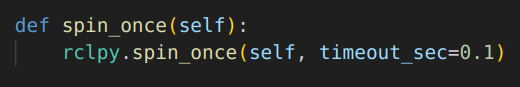 def spin_once(self):
    rclpy.spin_once(self, timeout_sec=0.1)